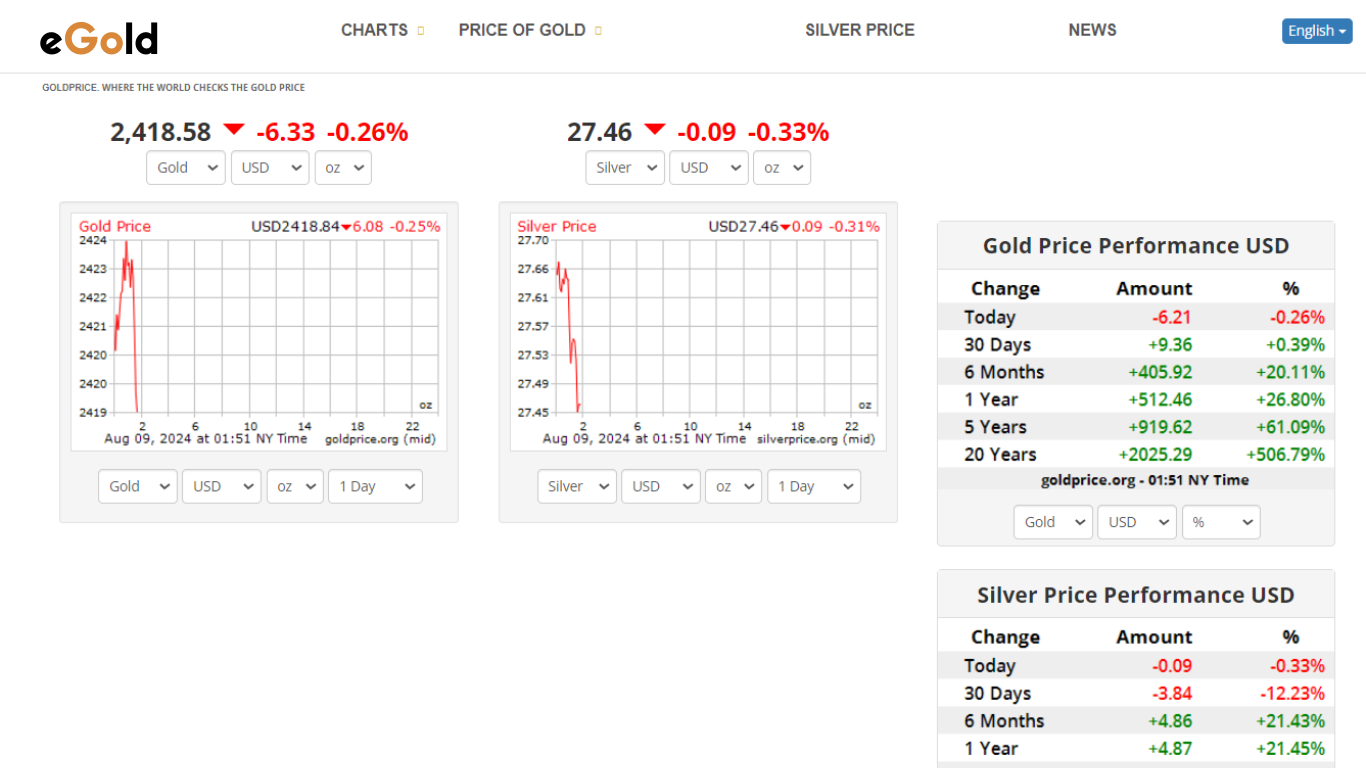 eGold
CHARTS
PRICE OF GOLD
SILVER PRICE
NEWS
English
GOLDPRICE. WHERE THE WORLD CHECKS THE GOLD PRICE
2,418.58 -6.33 -0.26%
Gold USD oz
27.46 -0.09 -0.33%
Silver USD oz
Gold Price USD2418.84 6.08 -0.25%
2424
2423
2422
2421
2420
2420
2419
oz
2 6 10 14 18 22
Aug 09, 2024 at 01:51 NY Time goldprice.org (mid)
Gold USD oz 1 Day
Silver Price USD27.46 0.09 -0.31%
27.70
27.66
27.61
27.57
27.53
27.49
27.45
oz
2 6 10 14 18 22
Aug 09, 2024 at 01:51 NY Time silverprice.org (mid)
Silver USD oz 1 Day
Gold Price Performance USD
Change Amount %
Today -6.21 -0.26%
30 Days +9.36 +0.39%
6 Months +405.92 +20.11%
1 Year +512.46 +26.80%
5 Years +919.62 +61.09%
20 Years +2025.29 +506.79%
goldprice.org - 01:51 NY Time
Gold USD %
Silver Price Performance USD
Change Amount %
Today -0.09 -0.33%
30 Days -3.84 -12.23%
6 Months +4.86 +21.43%
1 Year +4.87 +21.45%